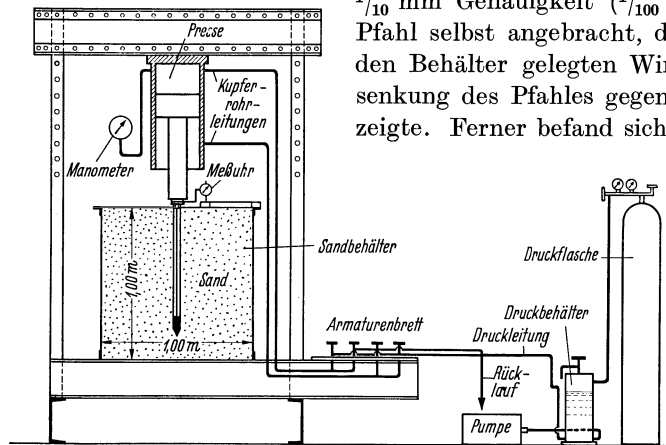 1/10 mm Genauigkeit (1/100
Pfahl selbst angebracht, d
den Behälter gelegten Wir
senkung des Pfahles gegen
zeigte. Ferner befand sich
Presse
Kupfer-
rohr-
leitungen
Manometer
Meßuhr
Sandbehälter
Sand
1,00 m
1,00 m
Armaturenbrett
Druckflasche
Druckbehälter
Druckleitung
Rück-
lauf
Pumpe